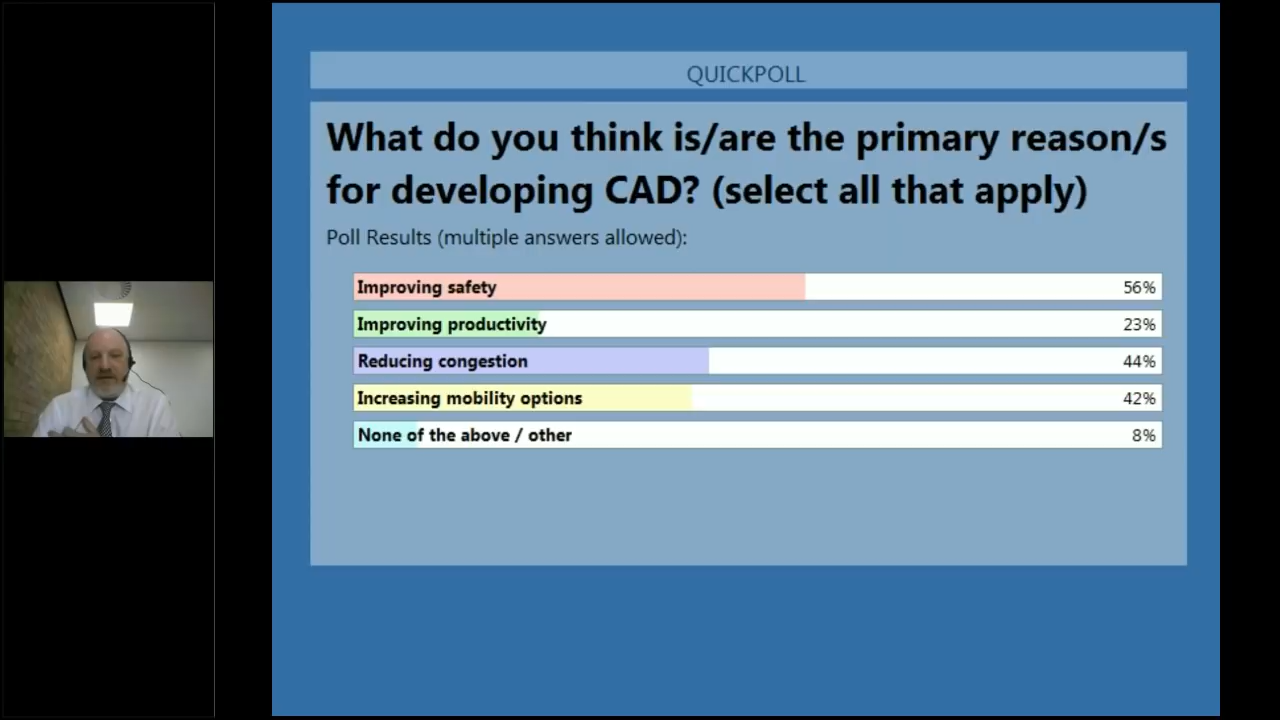 QUICKPOLL
What do you think is/are the primary reason/s
for developing CAD? (select all that apply)
Poll Results (multiple answers allowed):
Improving safety 56%
Improving productivity 23%
Reducing congestion 44%
Increasing mobility options 42%
None of the above / other 8%